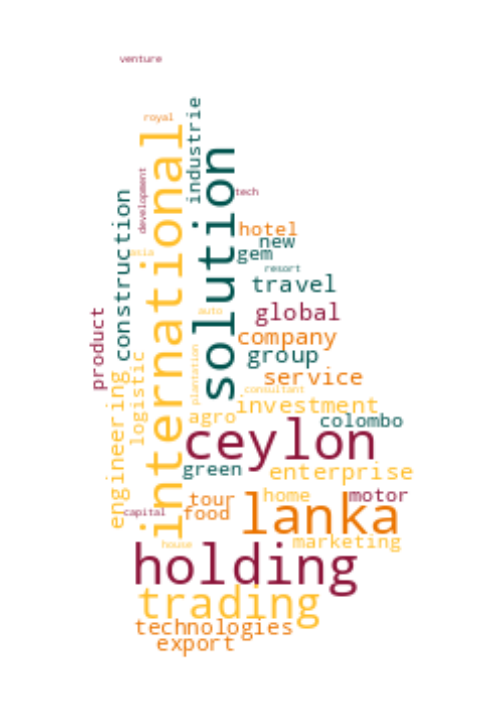 venture
royal
industrie
international
solution
development
tech
construction
hotel
new
asia
gem
resort
travel
product
auto
global
company
group
logistic
plantation
service
engineering
consultant
investment
agro
colombo
ceylon
green
enterprise
tour
home
motor
capital
food
lanka
house
marketing
holding
trading
technologies
export